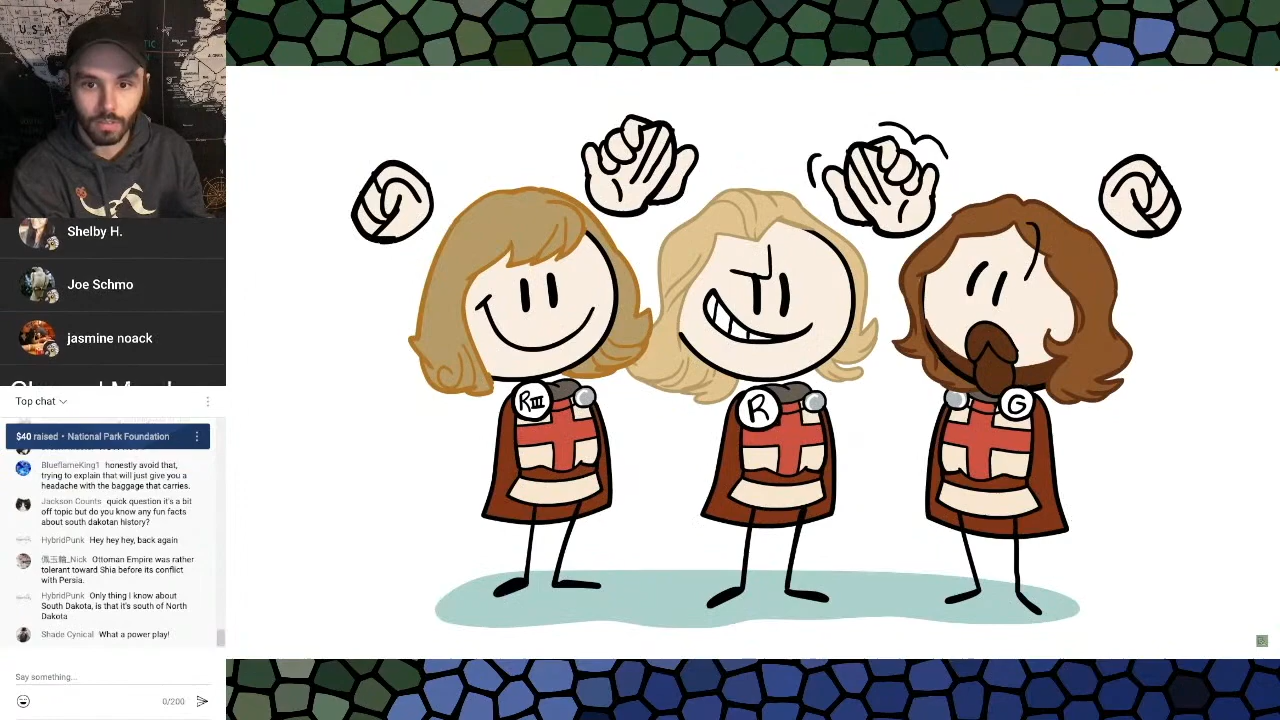 USA
Shelby H.
Joe Schmo
jasmine noack
Top chat
$40 raised • National Park Foundation
BlueflameKing1 honestly avoid that,
trying to explain that will just give you a
headache with the baggage that carries.
Jackson Counts quick question it's a bit
off topic but do you know any fun facts
about south dakotan history?
HybridPunk Hey hey hey, back again
_Nick Ottoman Empire was rather
tolerant toward Shia before its conflict
with Persia.
HybridPunk Only thing I know about
South Dakota, is that it's south of North
Dakota
Shade Cynical What a power play!
Say something...
0/200
RIII
R
G